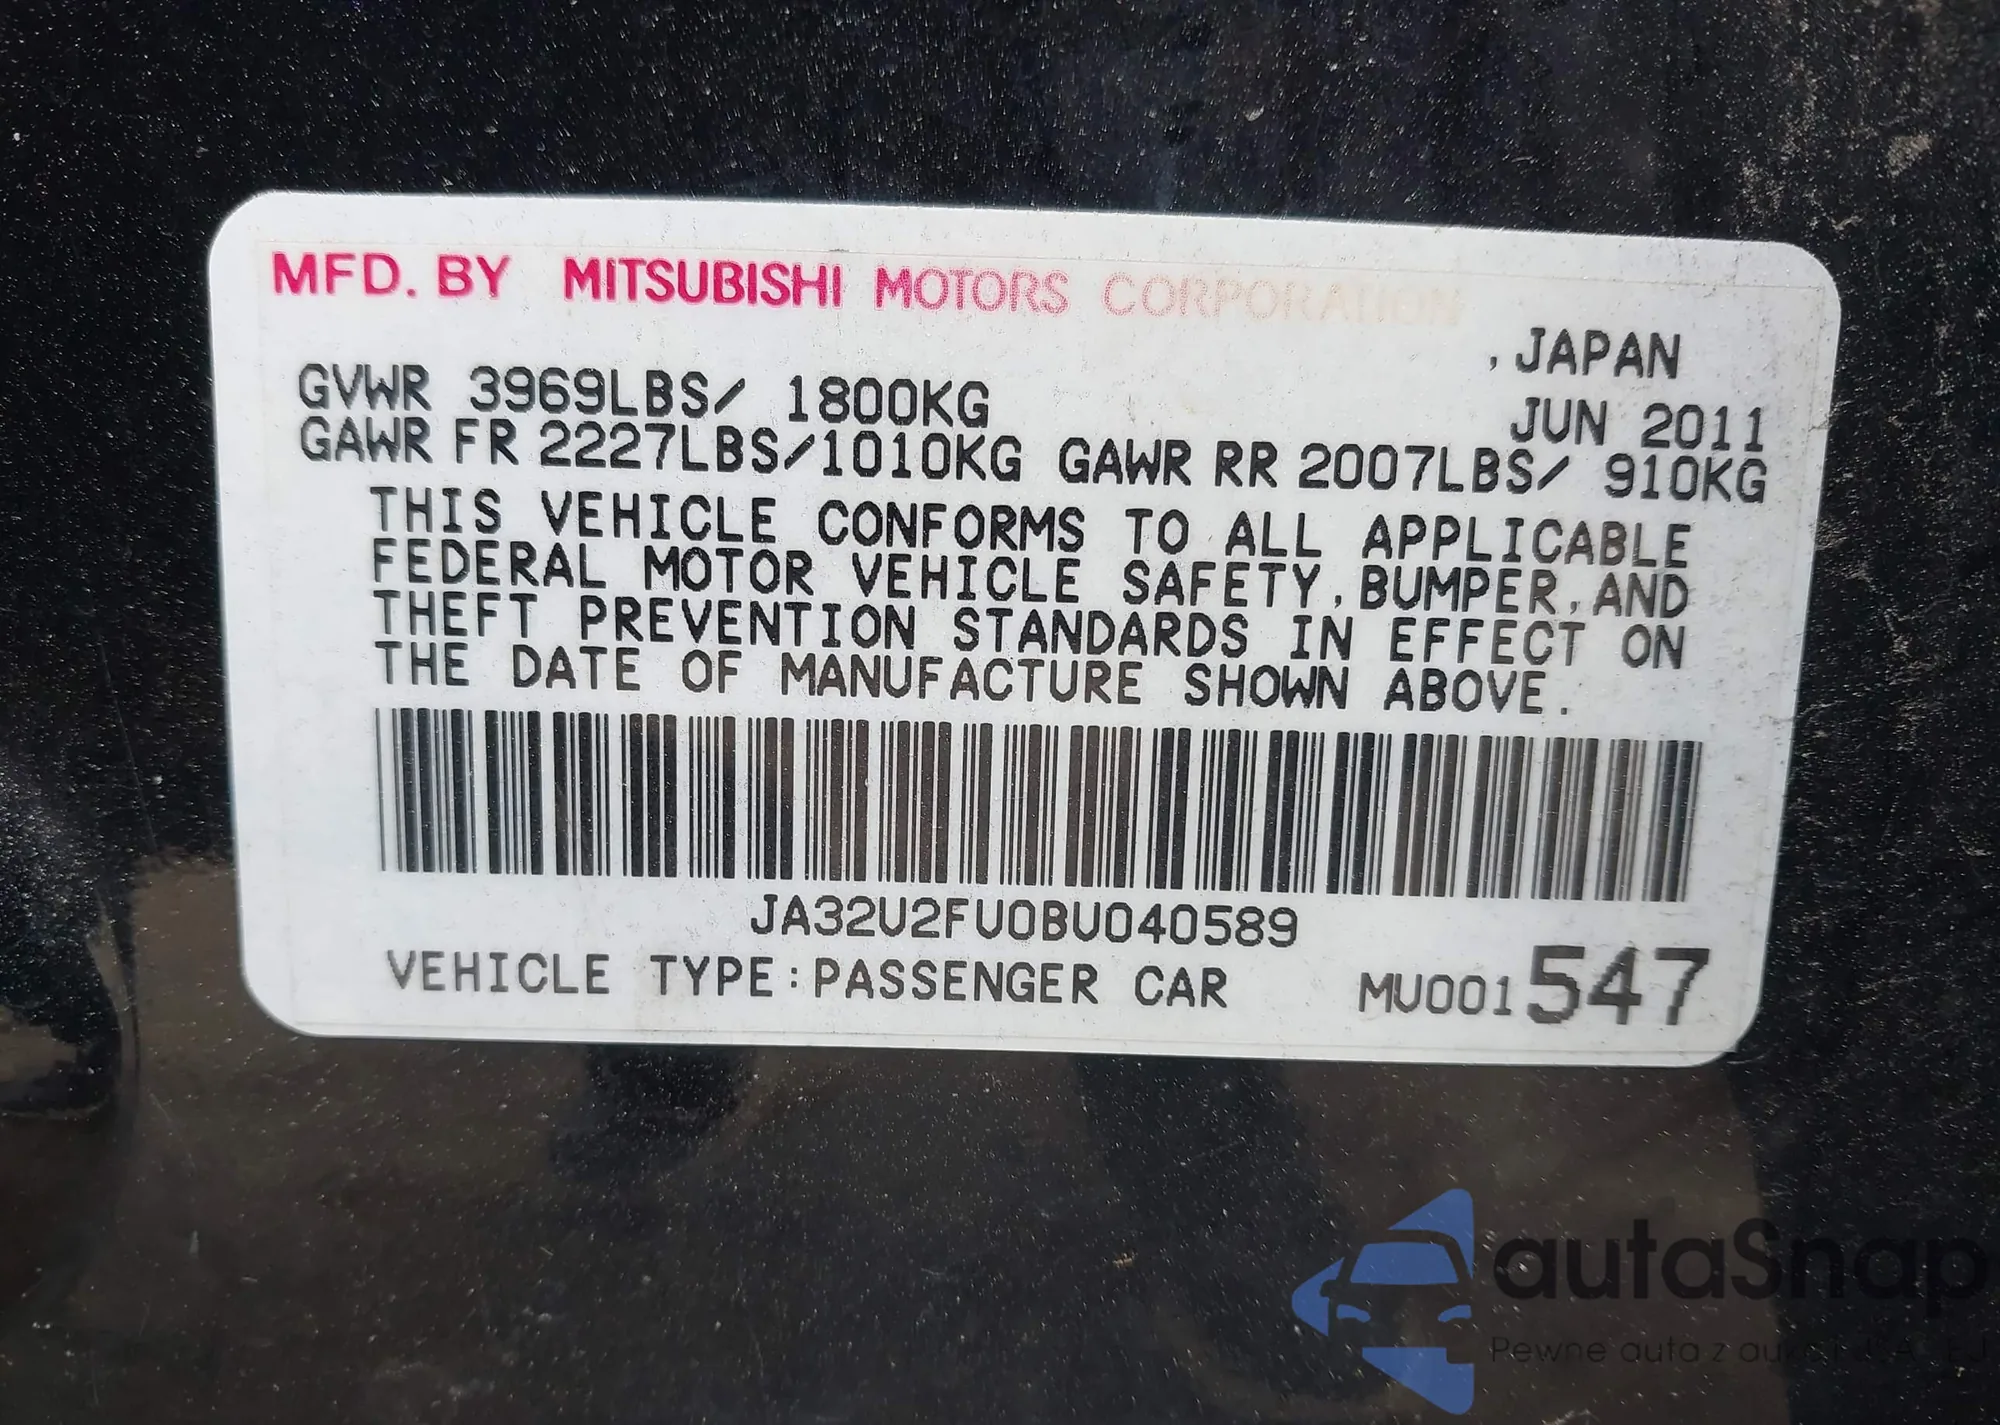 MFD. BY MITSUBISHI MOTORS CORPORATION
, JAPAN
GVWR 3969LBS/ 1800KG JUN 2011
GAWR FR 2227LBS/1010KG GAWR RR 2007LBS/ 910KG
THIS VEHICLE CONFORMS TO ALL APPLICABLE
FEDERAL MOTOR VEHICLE SAFETY, BUMPER, AND
THEFT PREVENTION STANDARDS IN EFFECT ON
THE DATE OF MANUFACTURE SHOWN ABOVE.
JA32U2FU0BU040589
VEHICLE TYPE:PASSENGER CAR MU001547
autaSnap
Pewne auta z